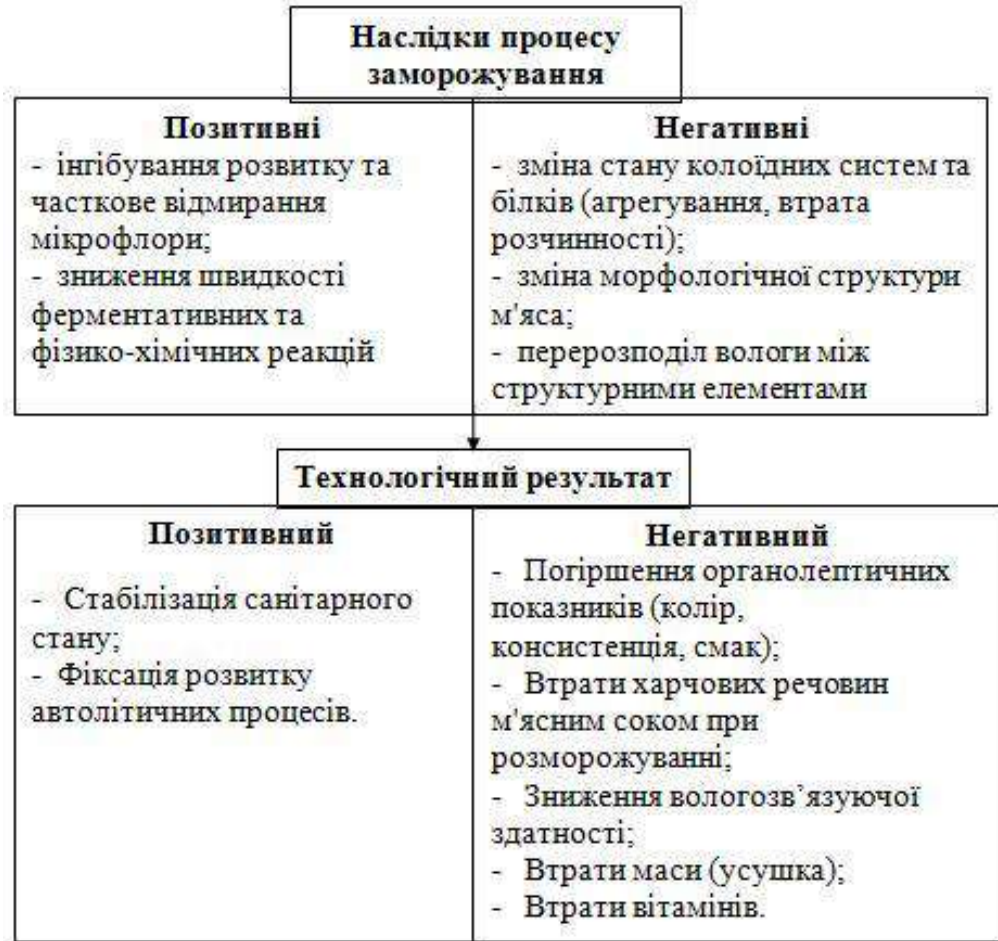 Наслідки процесу
заморожування
Позитивні
- інгібування розвитку та
часткове відмирання
мікрофлори;
- зниження швидкості
ферментативних та
фізико-хімічних реакцій
Негативні
- зміна стану колоїдних систем та
білків (агрегування, втрата
розчинності);
- зміна морфологічної структури
м'яса;
- перерозподіл вологи між
структурними елементами
Технологічний результат
Позитивний
- Стабілізація санітарного
стану;
- Фіксація розвитку
автолітичних процесів.
Негативний
- Погіршення органолептичних
показників (колір,
консистенція, смак);
- Втрати харчових речовин
м'ясним соком при
розморожуванні;
- Зниження вологозв’язуючої
здатності;
- Втрати маси (усушка);
- Втрати вітамінів.